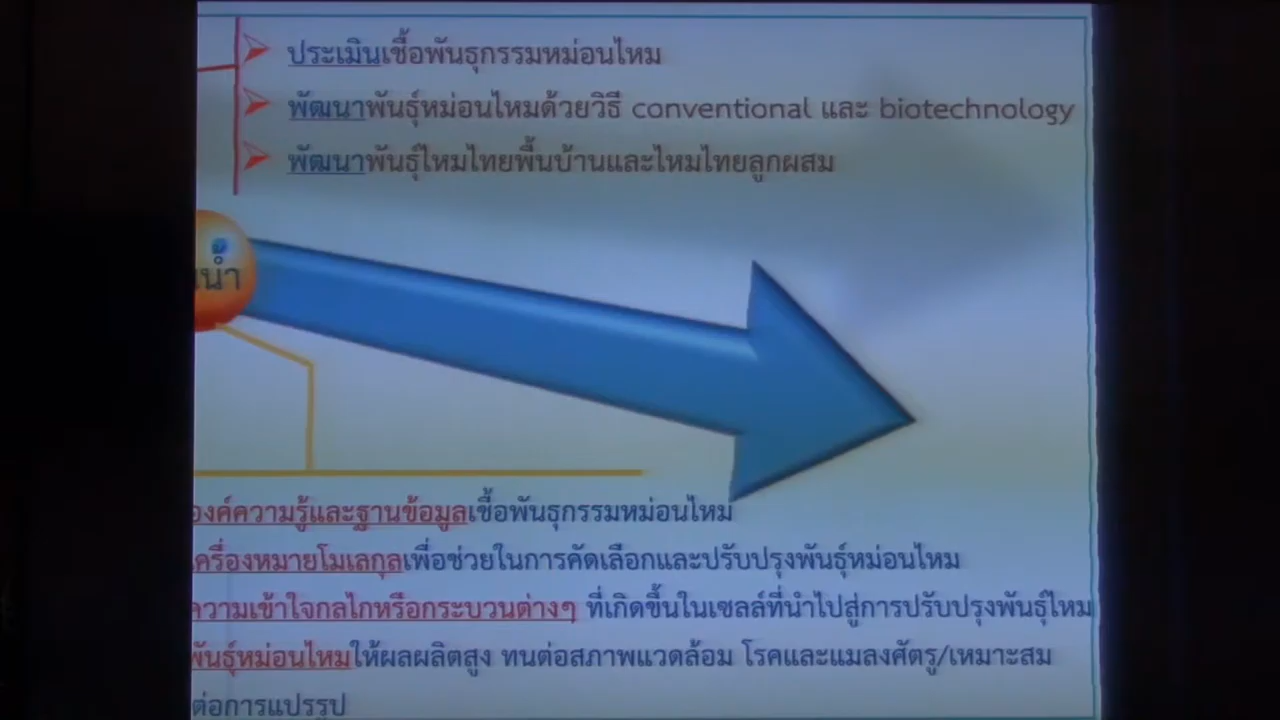 ประเมินเชื้อพันธุกรรมหม่อนไหม
พัฒนาพันธุ์หม่อนไหมด้วยวิธี conventional และ biotechnology
พัฒนาพันธุ์ไหมไทยพื้นบ้านและไหมไทยลูกผสม
น้ำ
องค์ความรู้และฐานข้อมูลเชื้อพันธุกรรมหม่อนไหม
เครื่องหมายโมเลกุลเพื่อช่วยในการคัดเลือกและปรับปรุงพันธุ์หม่อนไหม
ความเข้าใจกลไกหรือกระบวนต่างๆ ที่เกิดขึ้นในเซลล์ที่นำไปสู่การปรับปรุงพันธุ์ไหม
พันธุ์หม่อนไหมให้ผลผลิตสูง ทนต่อสภาพแวดล้อม โรคและแมลงศัตรู/เหมาะสม
ต่อการแปรรูป